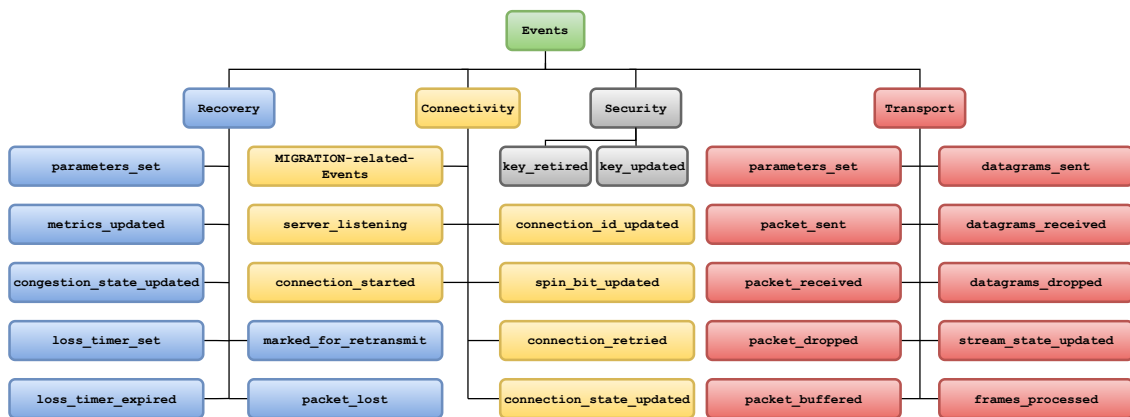 Events
Recovery
Connectivity
Security
Transport
parameters_set
MIGRATION-related-
Events
key_retired
key_updated
parameters_set
datagrams_sent
metrics_updated
server_listening
connection_id_updated
packet_sent
datagrams_received
congestion_state_updated
connection_started
spin_bit_updated
packet_received
datagrams_dropped
loss_timer_set
marked_for_retransmit
connection_retried
packet_dropped
stream_state_updated
loss_timer_expired
packet_lost
connection_state_updated
packet_buffered
frames_processed